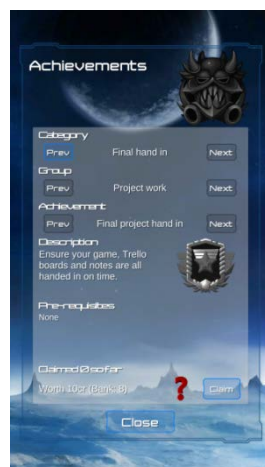 Achievements
Category
Prev Final hand in Next
Group
Prev Project work Next
Achievement
Prev Final project hand in Next
Description
Ensure your game, Trello
boards and notes are all
handed in on time.
Pre-requisites
None
Claimed 0 so far
Worth 10cr (Bank: 8)
? Claim
Close